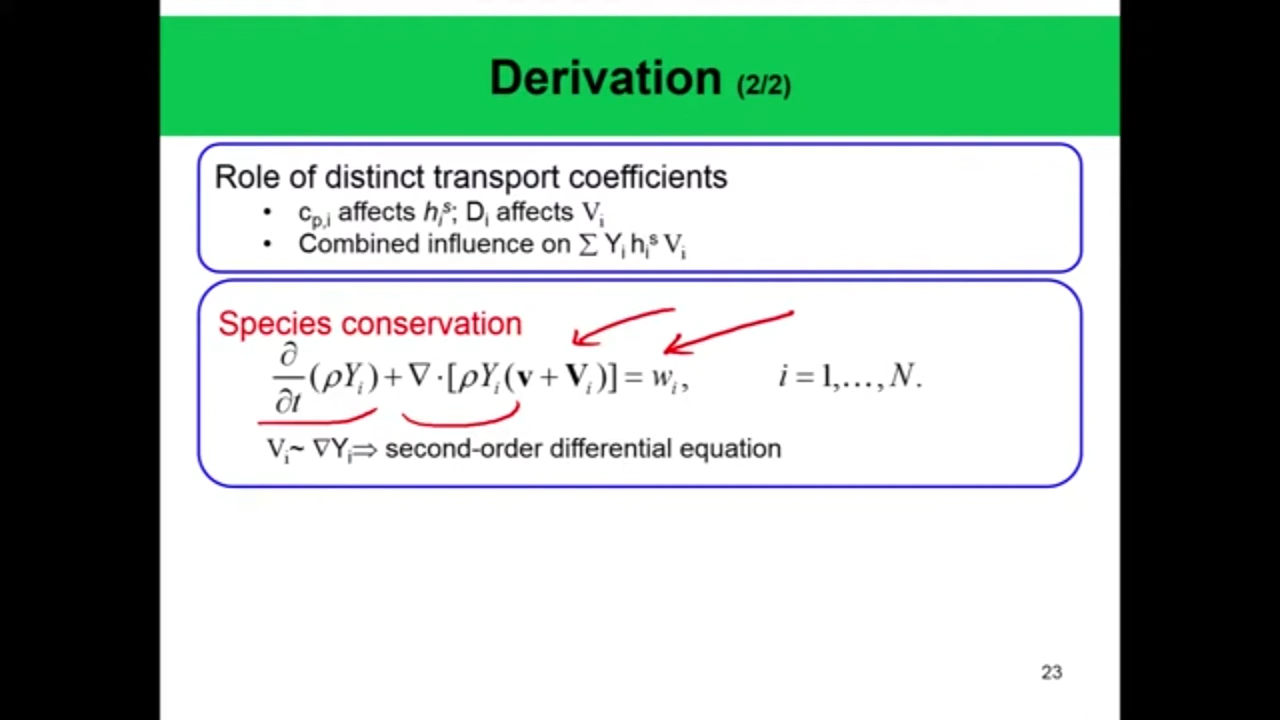 Derivation (2/2)
Role of distinct transport coefficients
• c_{p,i} affects h_i^s; D_i affects V_i
• Combined influence on Σ Y_i h_i^s V_i
Species conservation
∂/∂t (ρY_i) + ∇·[ρY_i(v + V_i)] = w_i,     i = 1,…, N.
V_i~ ∇Y_i⇒ second-order differential equation
23